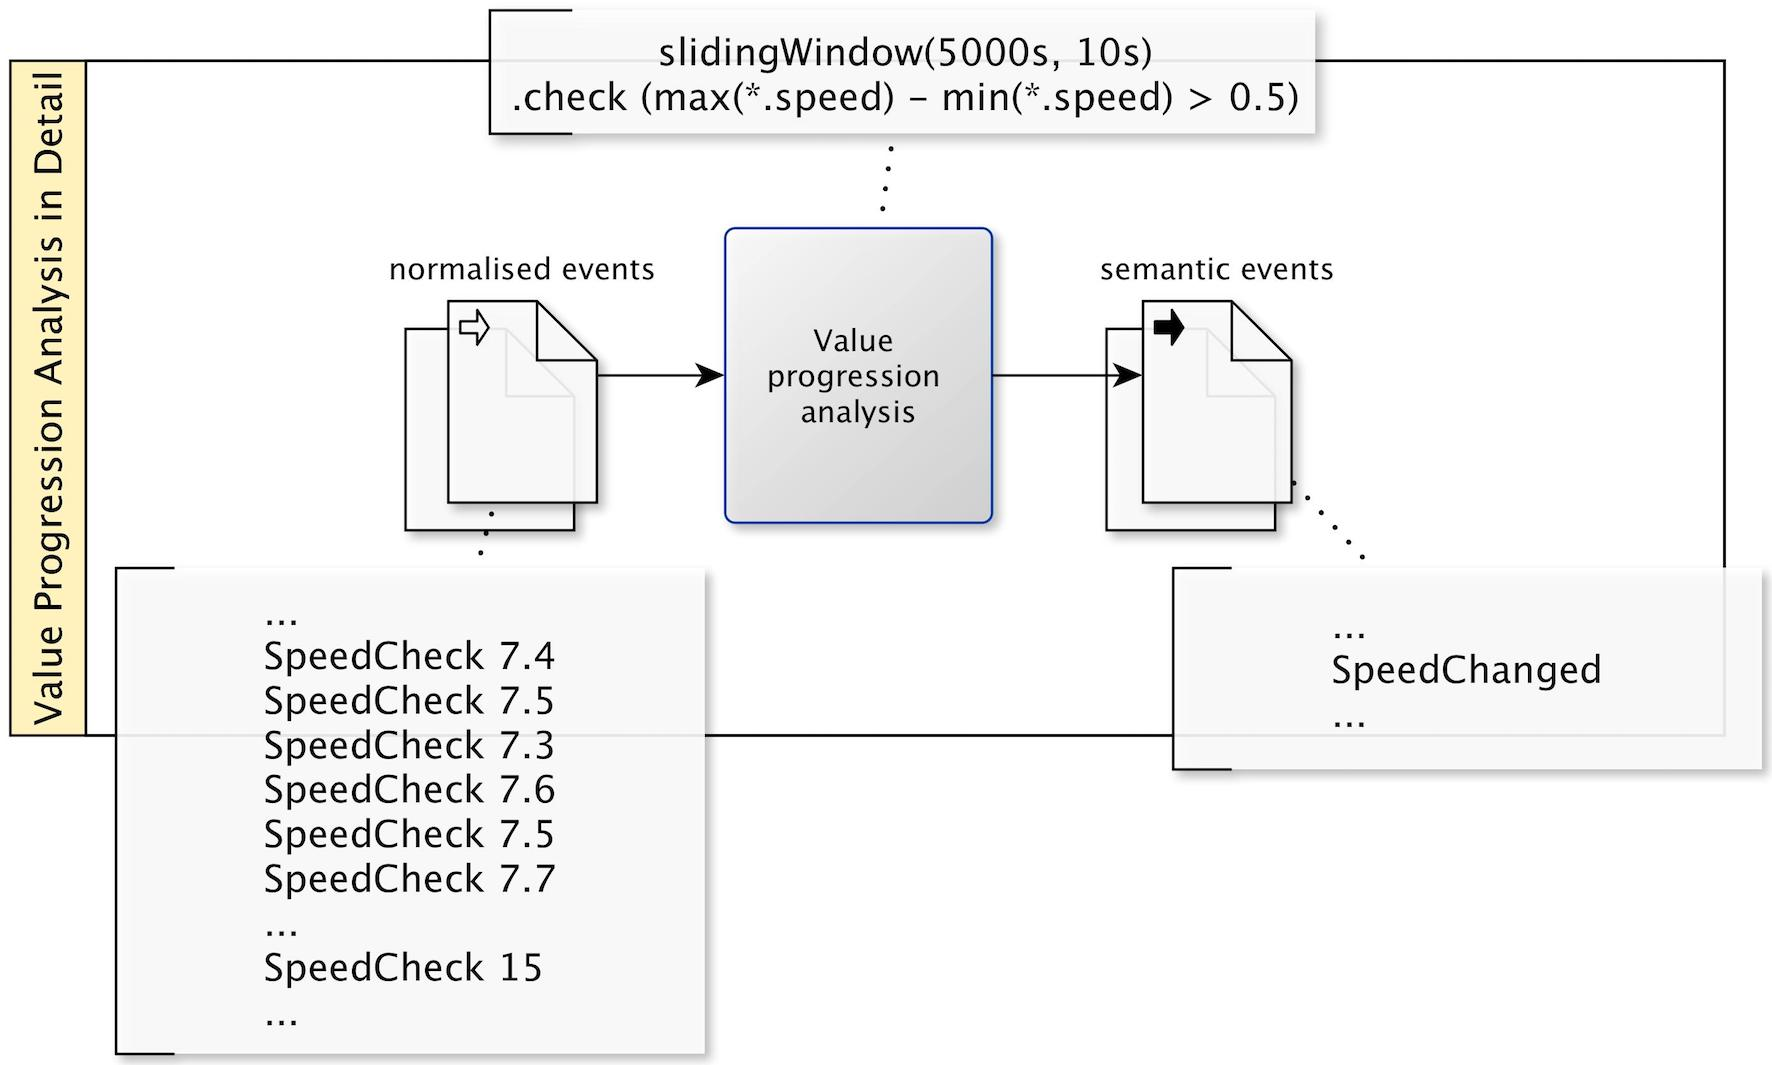 slidingWindow(5000s, 10s)
.check (max(*.speed) – min(*.speed) > 0.5)
Value Progression Analysis in Detail
normalised events
semantic events
Value
progression
analysis
...
SpeedCheck 7.4
SpeedCheck 7.5
SpeedCheck 7.3
SpeedCheck 7.6
SpeedCheck 7.5
SpeedCheck 7.7
...
SpeedCheck 15
...
...
SpeedChanged
...